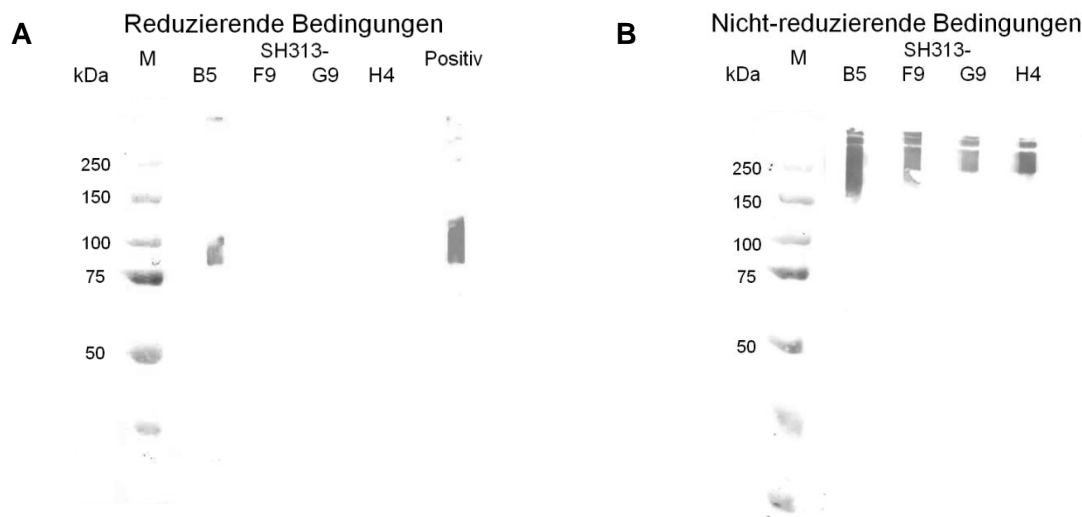 A
Reduzierende Bedingungen
SH313-
kDa M B5 F9 G9 H4 Positiv
250
150
100
75
50
B
Nicht-reduzierende Bedingungen
SH313-
kDa M B5 F9 G9 H4
250
150
100
75
50